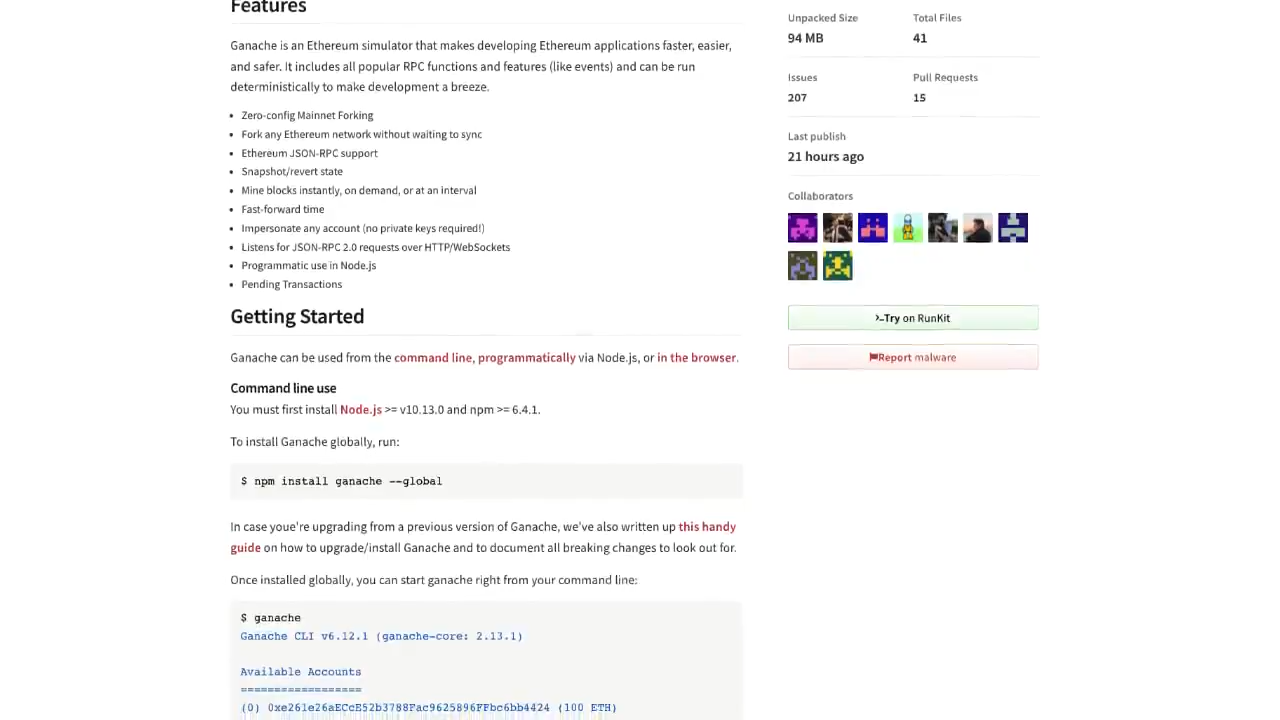 Features
Ganache is an Ethereum simulator that makes developing Ethereum applications faster, easier,
and safer. It includes all popular RPC functions and features (like events) and can be run
deterministically to make development a breeze.
Zero-config Mainnet Forking
Fork any Ethereum network without waiting to sync
Ethereum JSON-RPC support
Snapshot/revert state
Mine blocks instantly, on demand, or at an interval
Fast-forward time
Impersonate any account (no private keys required!)
Listens for JSON-RPC 2.0 requests over HTTP/WebSockets
Programmatic use in Node.js
Pending Transactions
Getting Started
Ganache can be used from the command line, programmatically via Node.js, or in the browser.
Command line use
You must first install Node.js >= v10.13.0 and npm >= 6.4.1.
To install Ganache globally, run:
$ npm install ganache --global
In case youe're upgrading from a previous version of Ganache, we've also written up this handy
guide on how to upgrade/install Ganache and to document all breaking changes to look out for.
Once installed globally, you can start ganache right from your command line:
$ ganache
Ganache CLI v6.12.1 (ganache-core: 2.13.1)
Available Accounts
==================
(0) 0xe261e26aECcE52b3788Fac9625896FFbc6bb4424 (100 ETH)
Unpacked Size Total Files
94 MB 41
Issues Pull Requests
207 15
Last publish
21 hours ago
Collaborators
>-Try on RunKit
Report malware